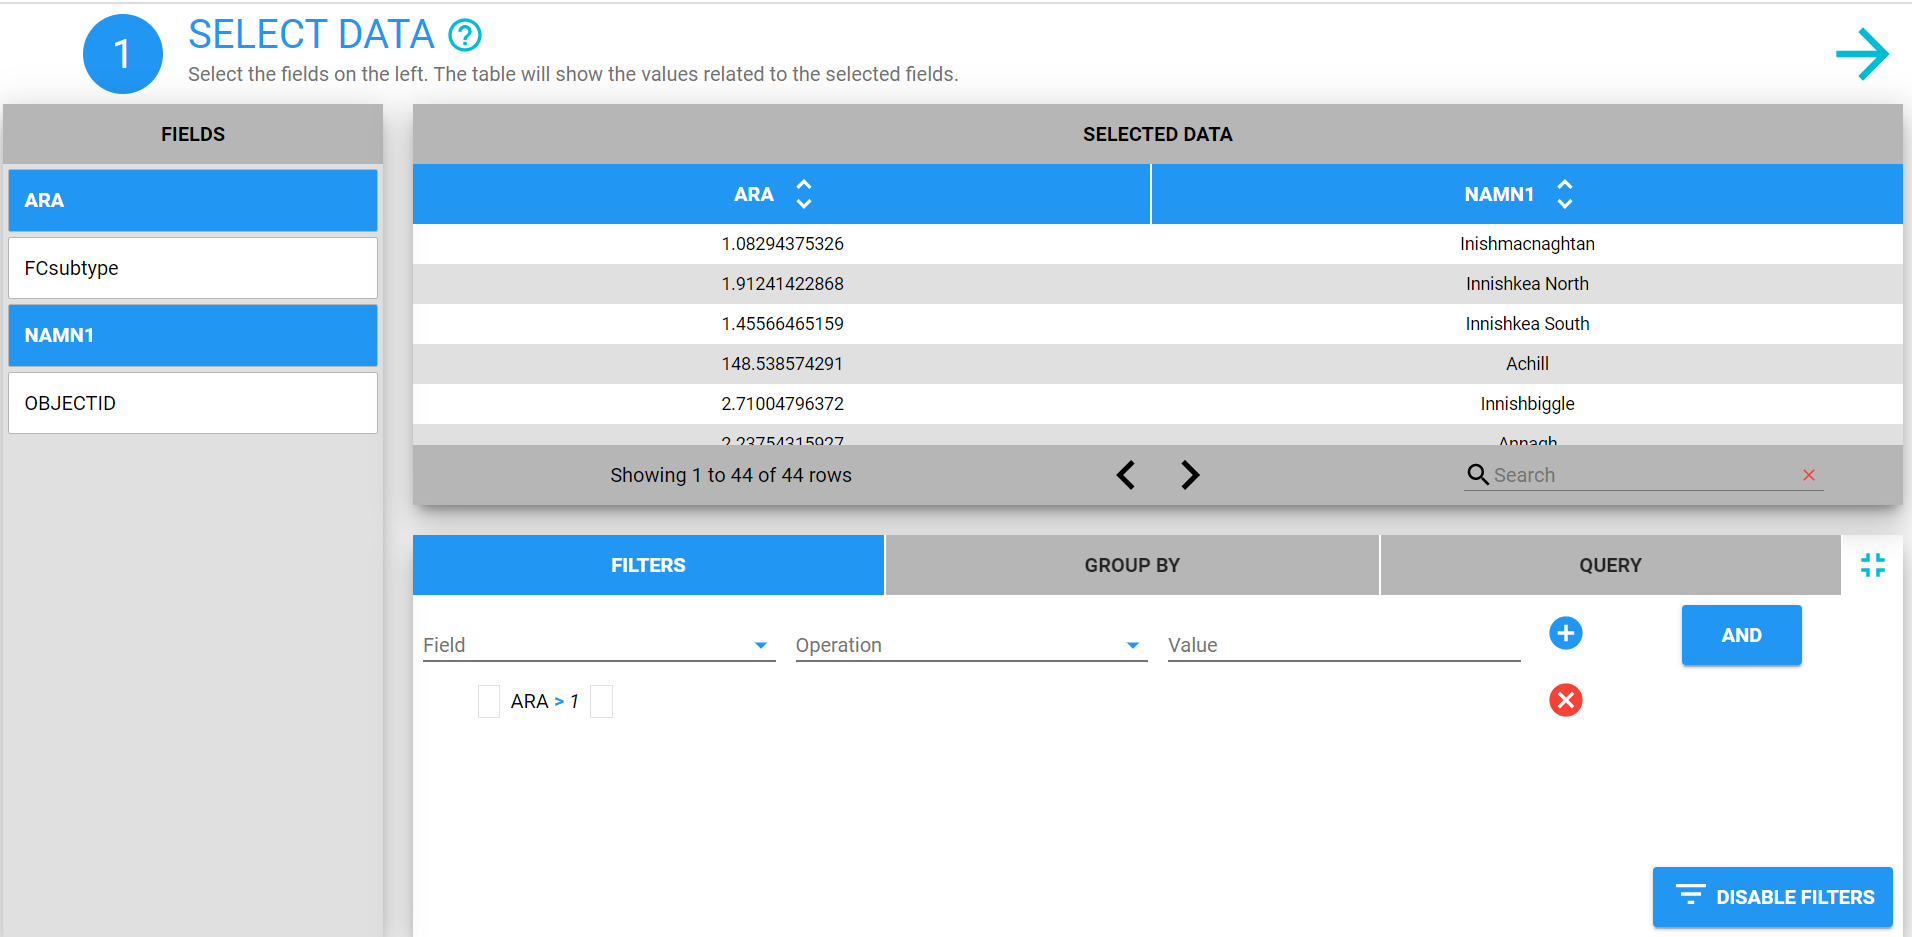 1
SELECT DATA ?
Select the fields on the left. The table will show the values related to the selected fields.
FIELDS
ARA
FCsubtype
NAMN1
OBJECTID
SELECTED DATA
ARA NAMN1
1.08294375326 Inishmacnaghtan
1.91241422868 Innishkea North
1.45566465159 Innishkea South
148.538574291 Achill
2.71004796372 Innishbiggle
2.23754315927 Annagh
Showing 1 to 44 of 44 rows
Search
FILTERS GROUP BY QUERY
Field Operation Value AND
ARA > 1
DISABLE FILTERS